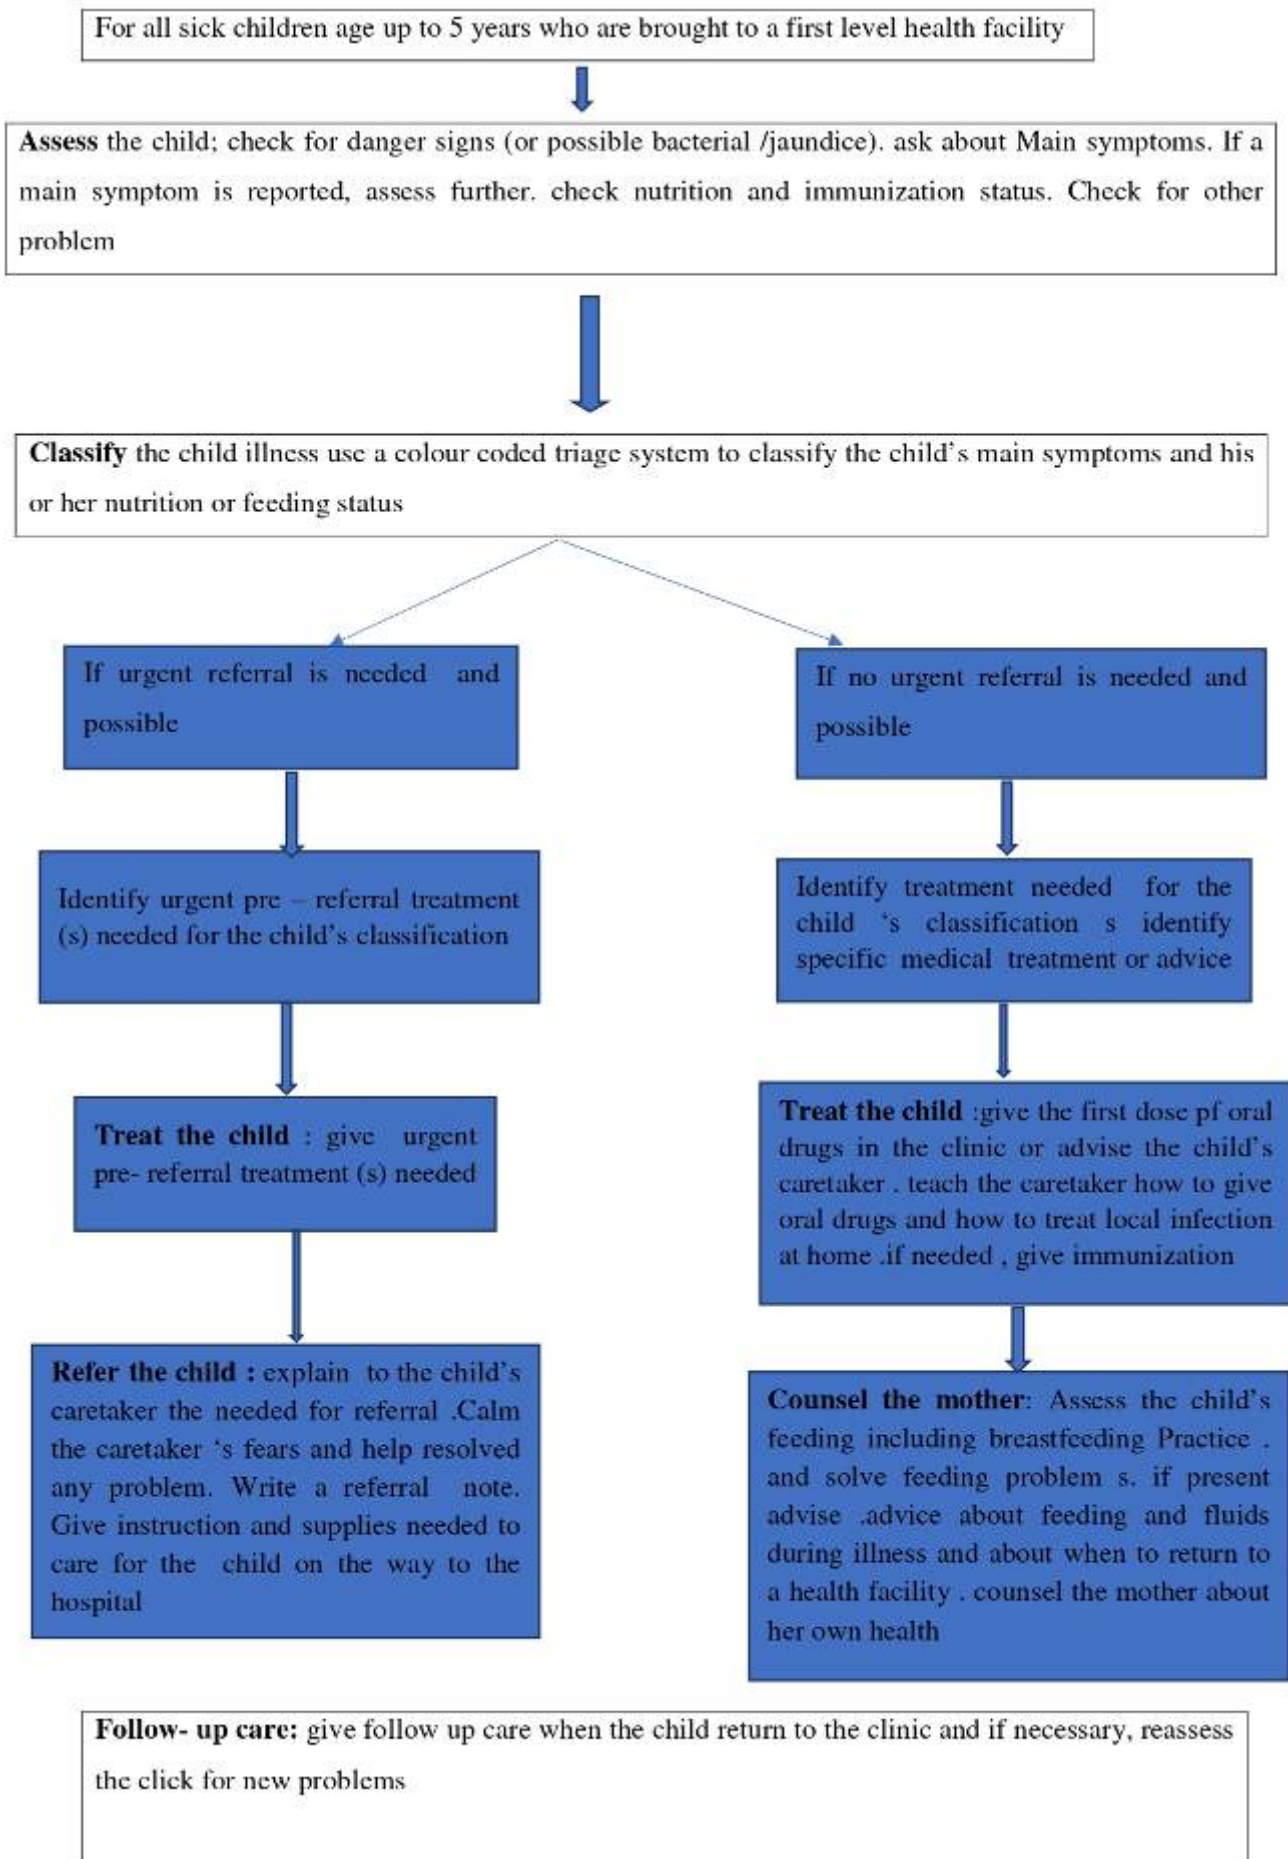 For all sick children age up to 5 years who are brought to a first level health facility
Assess the child; check for danger signs (or possible bacterial /jaundice). ask about Main symptoms. If a
main symptom is reported, assess further. check nutrition and immunization status. Check for other
problem
Classify the child illness use a colour coded triage system to classify the child's main symptoms and his
or her nutrition or feeding status
If urgent referral is needed and
possible
Identify urgent pre – referral treatment
(s) needed for the child's classification
Treat the child : give urgent
pre- referral treatment (s) needed
Refer the child : explain to the child's
caretaker the needed for referral .Calm
the caretaker 's fears and help resolved
any problem. Write a referral note.
Give instruction and supplies needed to
care for the child on the way to the
hospital
If no urgent referral is needed and
possible
Identify treatment needed for the
child 's classification s identify
specific medical treatment or advice
Treat the child :give the first dose pf oral
drugs in the clinic or advise the child's
caretaker . teach the caretaker how to give
oral drugs and how to treat local infection
at home .if needed , give immunization
Counsel the mother: Assess the child's
feeding including breastfeeding Practice .
and solve feeding problem s. if present
advise .advice about feeding and fluids
during illness and about when to return to
a health facility . counsel the mother about
her own health
Follow- up care: give follow up care when the child return to the clinic and if necessary, reassess
the click for new problems